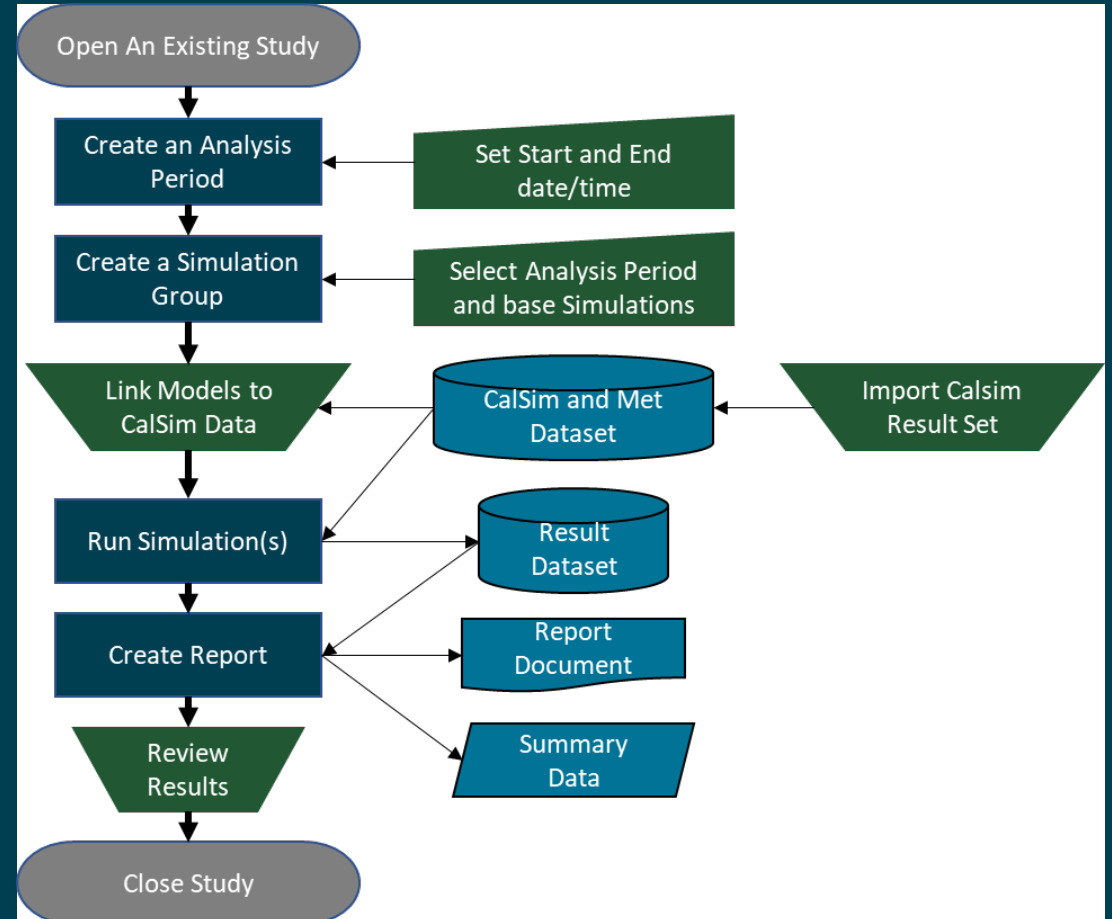 Open An Existing Study
Create an Analysis
Period
Set Start and End
date/time
Create a Simulation
Group
Select Analysis Period
and base Simulations
Link Models to
CalSim Data
CalSim and Met
Dataset
Import Calsim
Result Set
Run Simulation(s)
Result
Dataset
Create Report
Report
Document
Review
Results
Summary
Data
Close Study